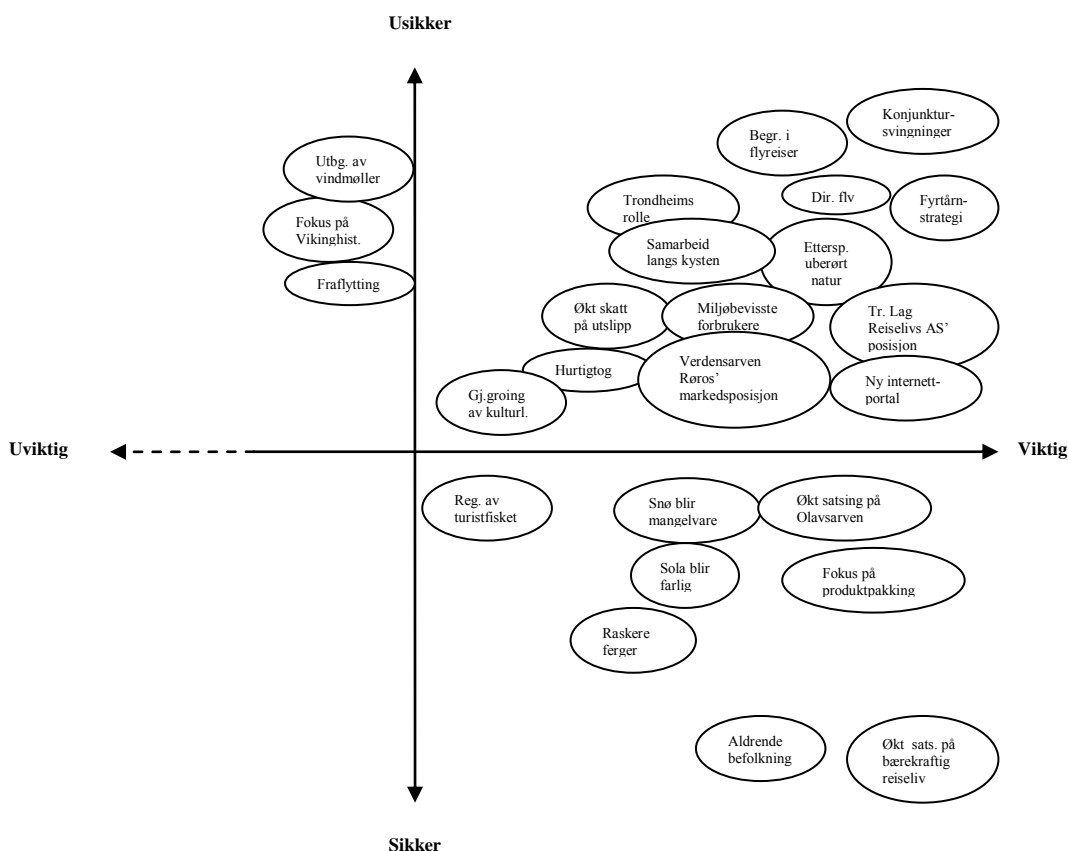 Usikker
Konjunktur-
svingninger
Begr. i
flyreiser
Utbg. av
vindmøller
Dir. flv
Fyrtårn-
strategi
Trondheims
rolle
Fokus på
Vikinghist.
Samarbeid
langs kysten
Ettersp.
uberørt
natur
Fraflytting
Økt skatt
på utslipp
Miljøbevisste
forbrukere
Tr. Lag
Reiselivs AS’
posisjon
Hurtigtog
Verdensarven
Røros’
markedsposisjon
Ny internett-
portal
Gj.groing
av kulturl.
Uviktig
Viktig
Reg. av
turistfisket
Snø blir
mangelvare
Økt satsing på
Olavsarven
Sola blir
farlig
Fokus på
produktpakking
Raskere
ferger
Aldrende
befolkning
Økt sats. på
bærekraftig
reiseliv
Sikker